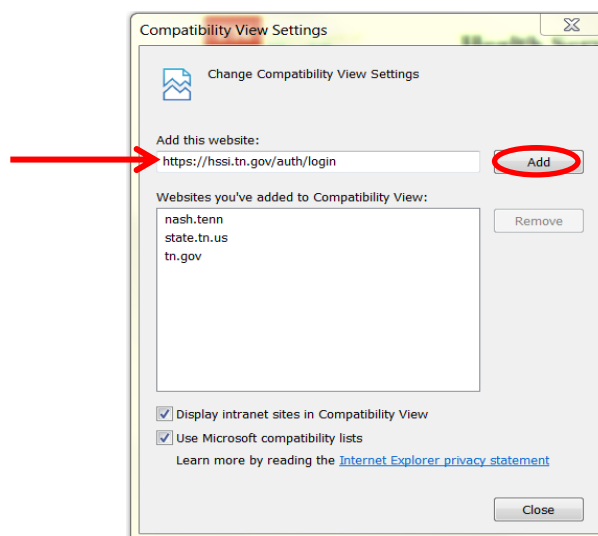 Compatibility View Settings
Change Compatibility View Settings
Add this website:
https://hssi.tn.gov/auth/login
Add
Websites you've added to Compatibility View:
nash.tenn
Remove
state.tn.us
tn.gov
Display intranet sites in Compatibility View
Use Microsoft compatibility lists
Learn more by reading the Internet Explorer privacy statement
Close